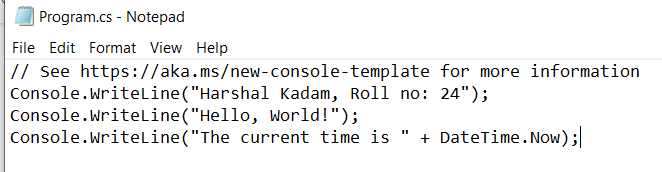 Program.cs - Notepad
File Edit Format View Help
// See https://aka.ms/new-console-template for more information
Console.WriteLine("Harshal Kadam, Roll no: 24");
Console.WriteLine("Hello, World!");
Console.WriteLine("The current time is " + DateTime.Now);